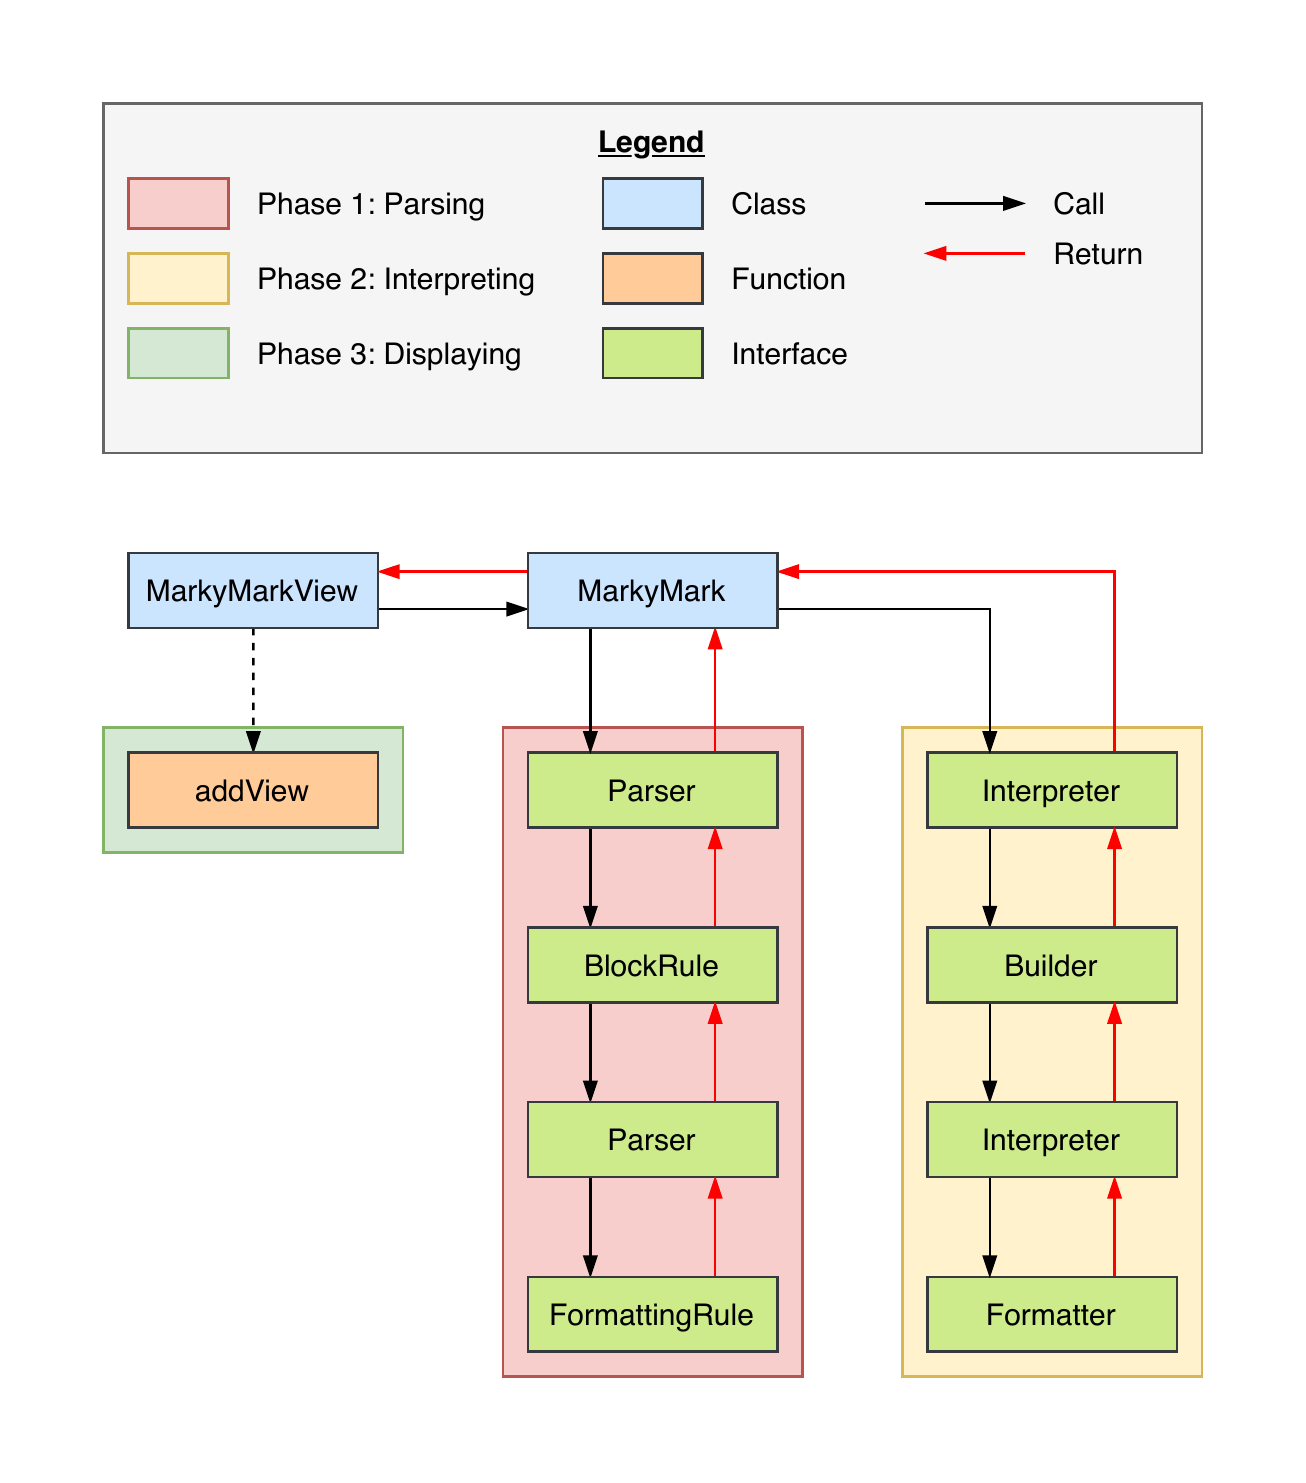 Legend
Phase 1: Parsing
Class
Call
Return
Phase 2: Interpreting
Function
Phase 3: Displaying
Interface
MarkyMarkView
MarkyMark
addView
Parser
Interpreter
BlockRule
Builder
Parser
Interpreter
FormattingRule
Formatter